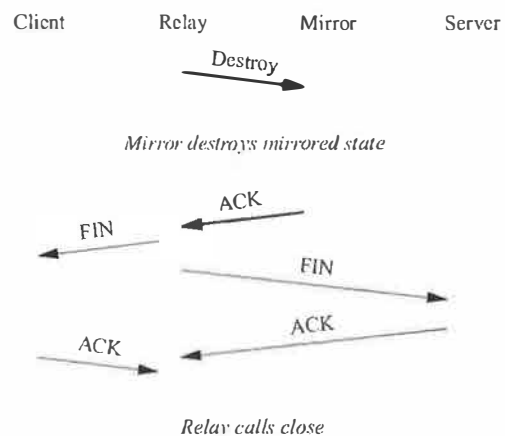 Client Relay Mirror Server
Destroy
Mirror destroys mirrored state
ACK
FIN
FIN
ACK
ACK
Relay calls close